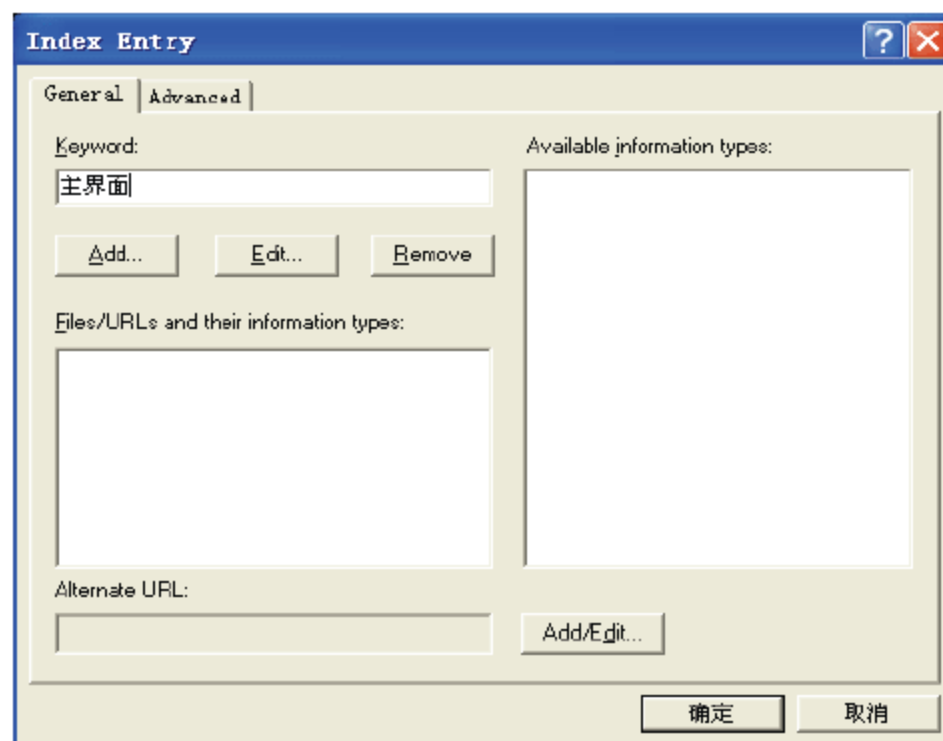 Index Entry
General Advanced
Keyword:
主界面
Add... Edit... Remove
Files/URLs and their information types:
Alternate URL:
Available information types:
Add/Edit...
确定 取消